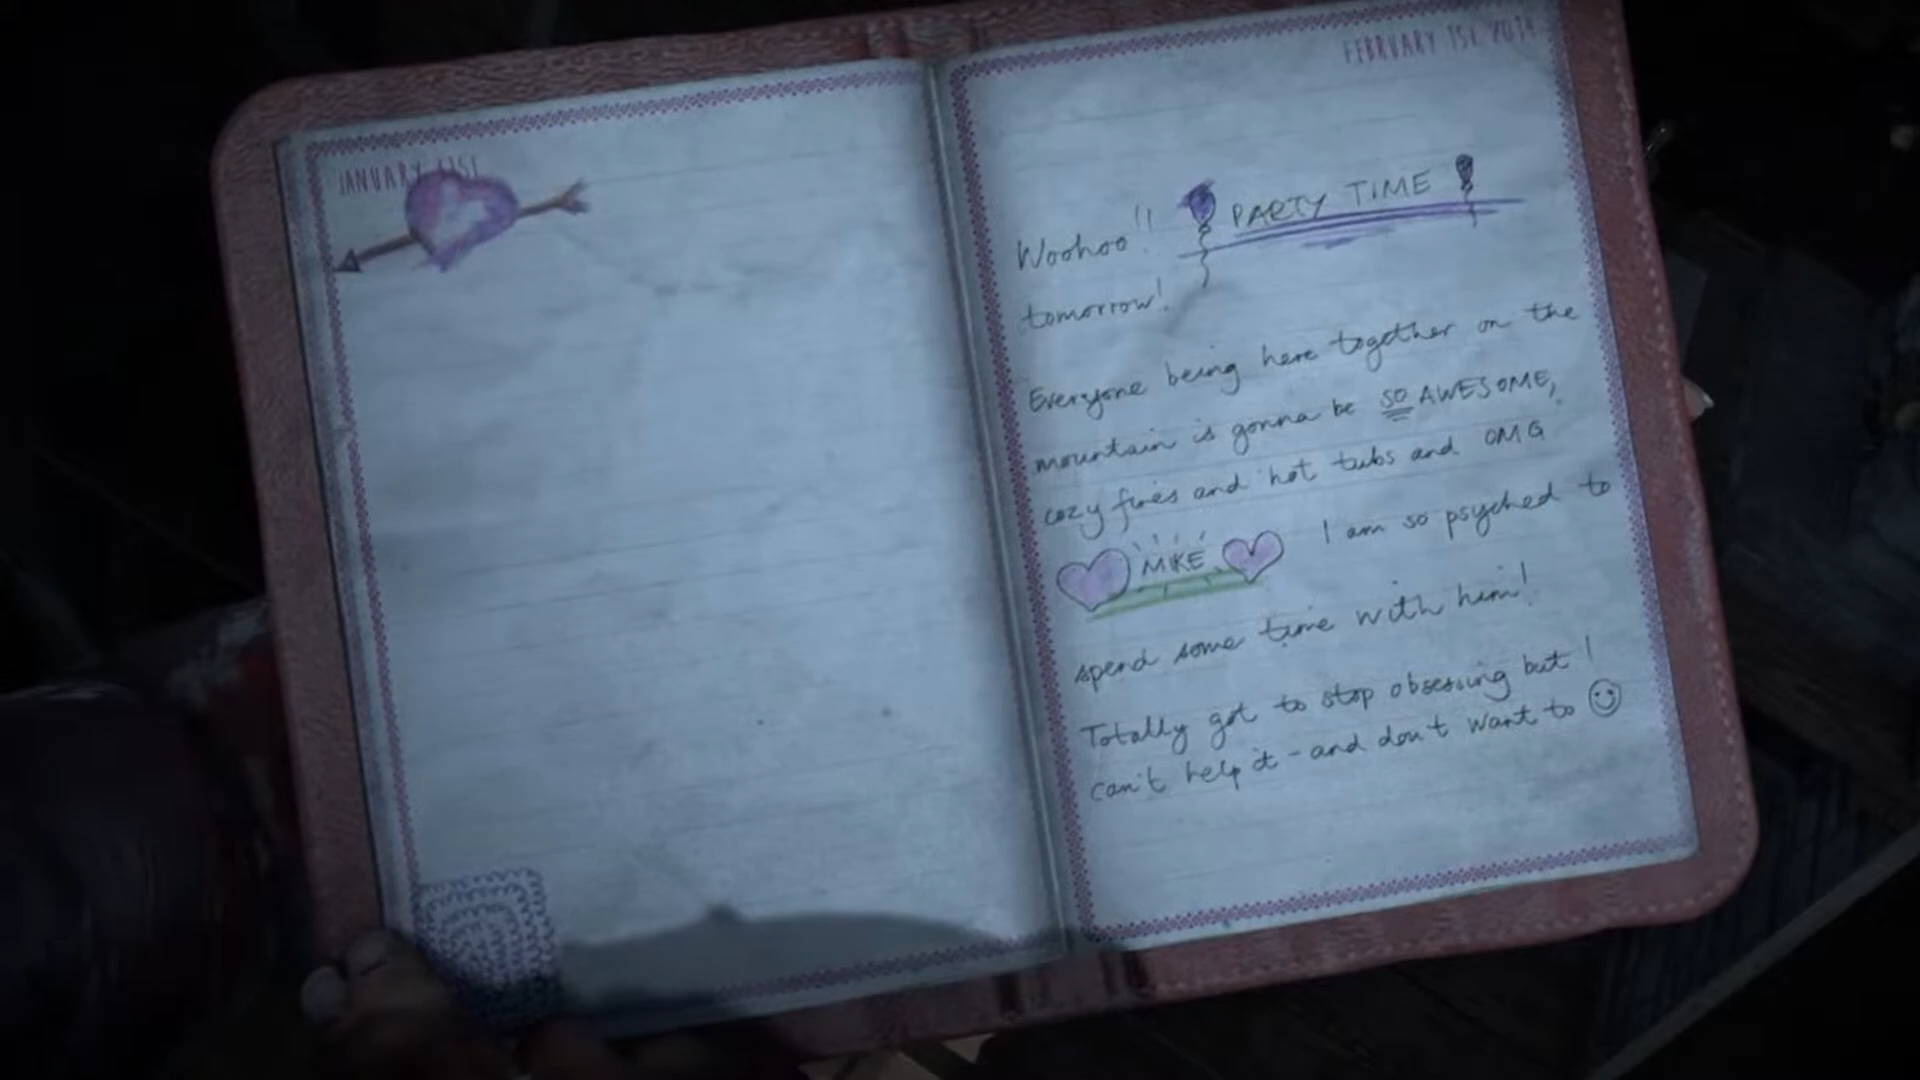 JANUARY 31ST
FEBRUARY 1ST 2014
Woohoo!! PARTY TIME
tomorrow!
Everyone being here together on the
mountain is gonna be SO AWESOME,
cozy fires and hot tubs and OMG
MIKE I am so psyched to
spend some time with him!
Totally got to stop obsessing but I
can't help it - and don't want to ☺